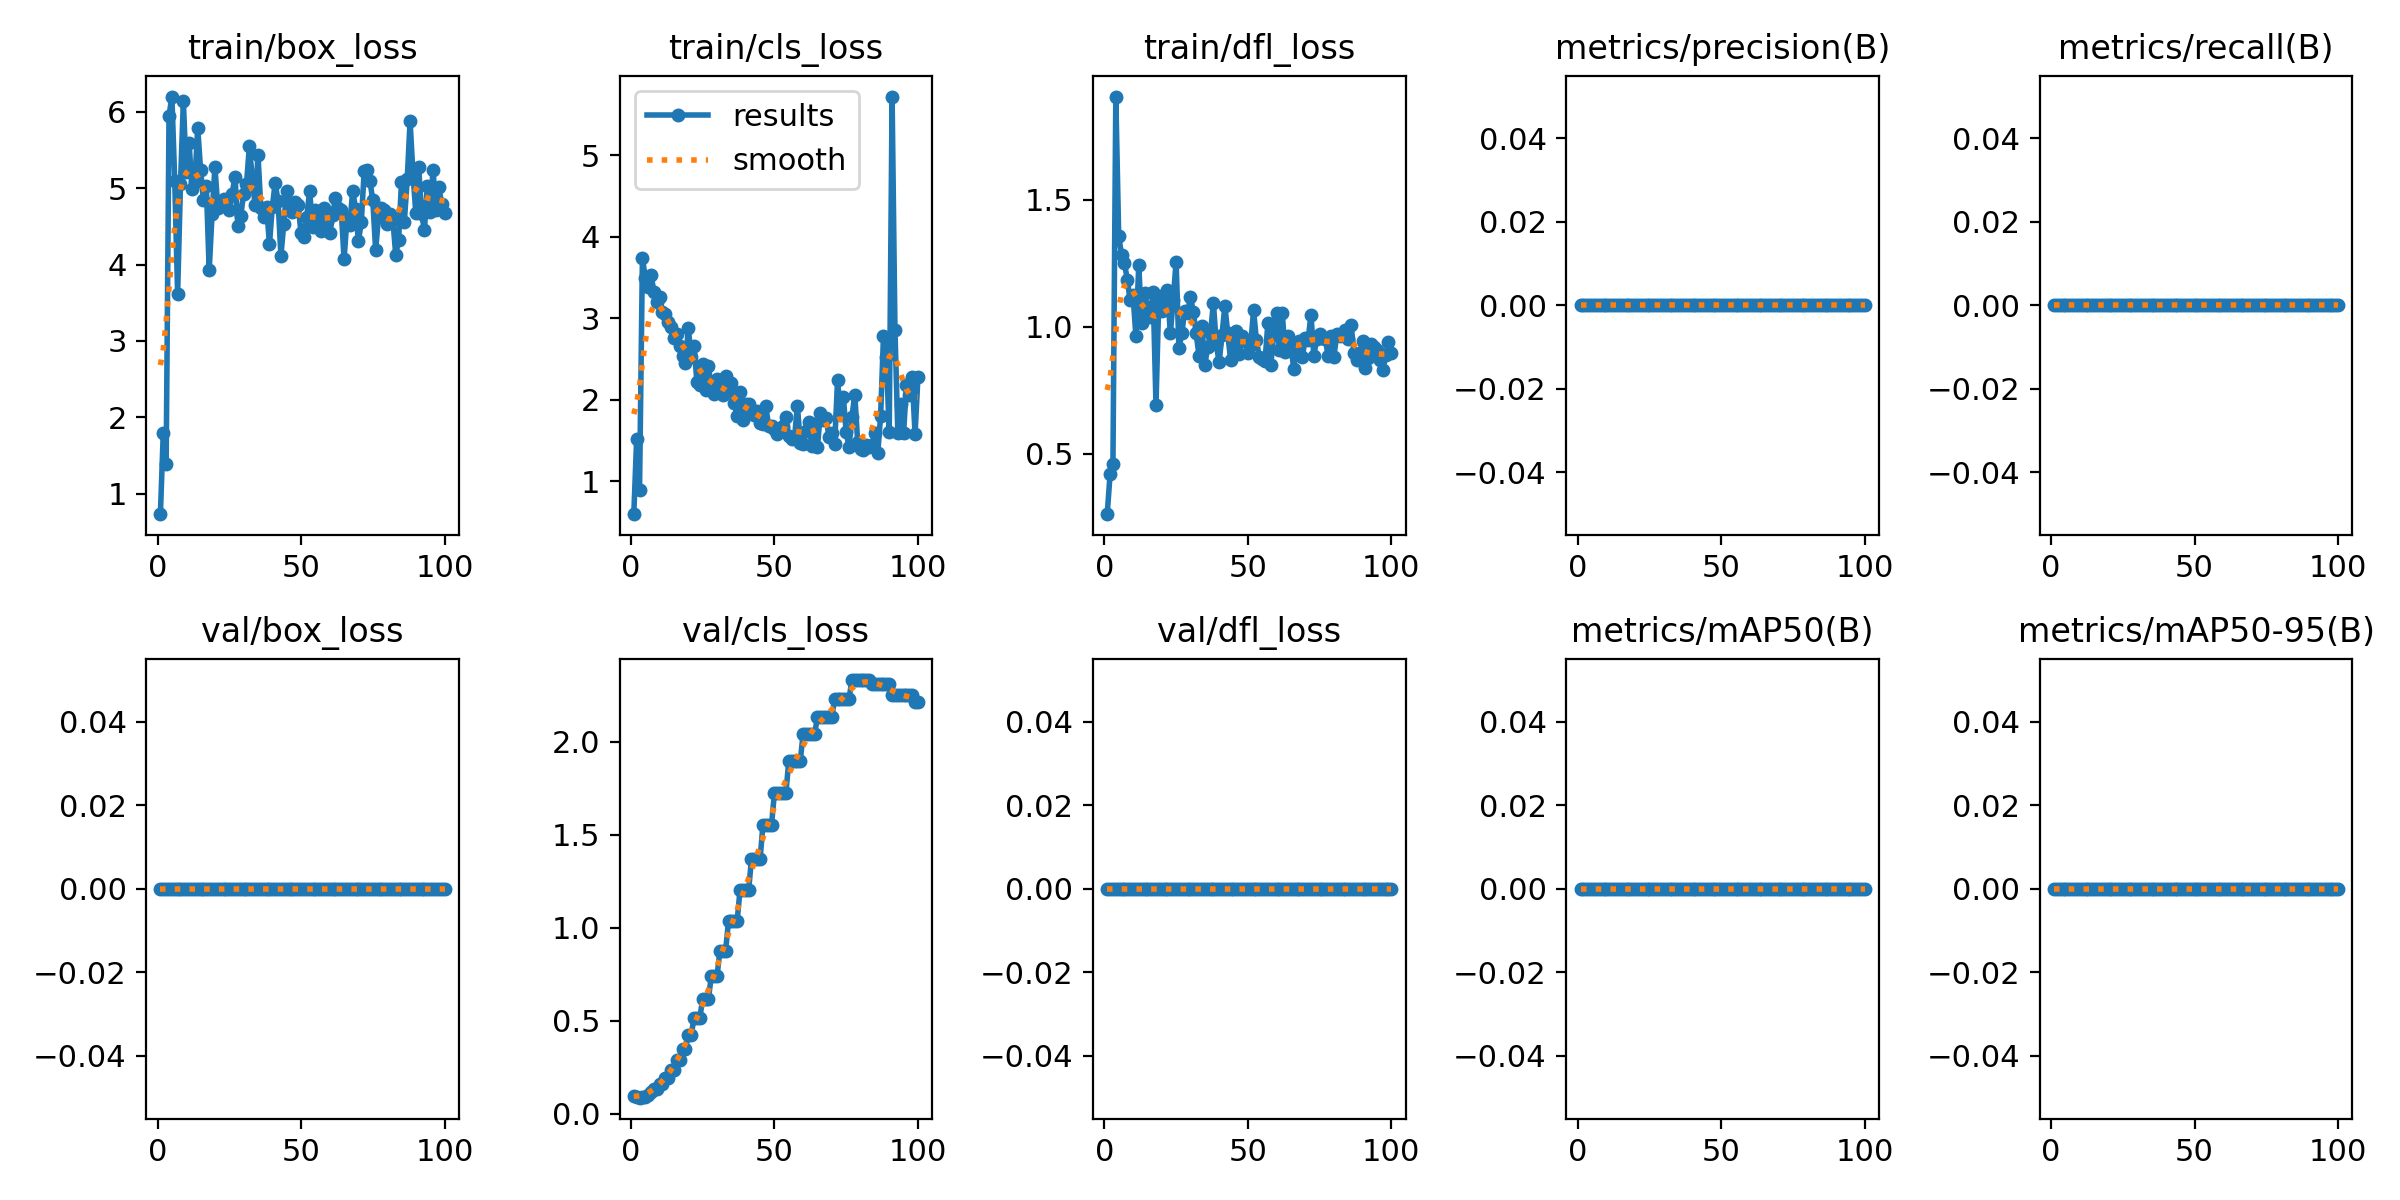 train/box_loss
6
5
4
3
2
1
0 50 100
train/cls_loss
results
smooth
5
4
3
2
1
0 50 100
train/dfl_loss
1.5
1.0
0.5
0 50 100
metrics/precision(B)
0.04
0.02
0.00
−0.02
−0.04
0 50 100
metrics/recall(B)
0.04
0.02
0.00
−0.02
−0.04
0 50 100
val/box_loss
0.04
0.02
0.00
−0.02
−0.04
0 50 100
val/cls_loss
2.0
1.5
1.0
0.5
0.0
0 50 100
val/dfl_loss
0.04
0.02
0.00
−0.02
−0.04
0 50 100
metrics/mAP50(B)
0.04
0.02
0.00
−0.02
−0.04
0 50 100
metrics/mAP50-95(B)
0.04
0.02
0.00
−0.02
−0.04
0 50 100